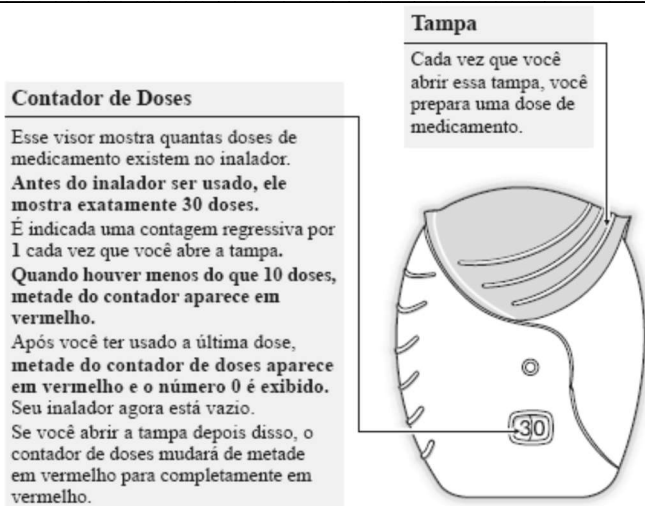 Tampa
Cada vez que você
abrir essa tampa, você
prepara uma dose de
medicamento.
Contador de Doses
Esse visor mostra quantas doses de
medicamento existem no inalador.
Antes do inalador ser usado, ele
mostra exatamente 30 doses.
É indicada uma contagem regressiva por
1 cada vez que você abre a tampa.
Quando houver menos do que 10 doses,
metade do contador aparece em
vermelho.
Após você ter usado a última dose,
metade do contador de doses aparece
em vermelho e o número 0 é exibido.
Seu inalador agora está vazio.
Se você abrir a tampa depois disso, o
contador de doses mudará de metade
em vermelho para completamente em
vermelho.
30